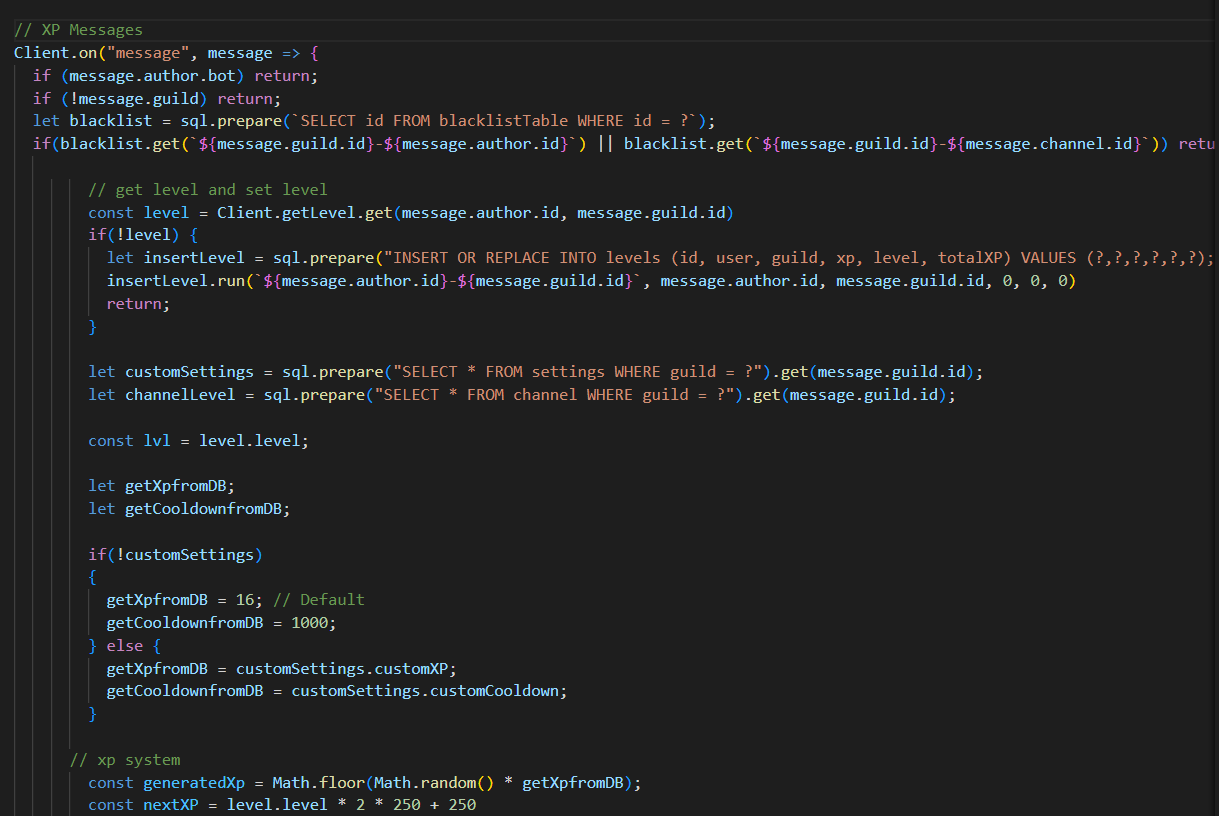 // XP Messages
Client.on("message", message => {
if (message.author.bot) return;
if (!message.guild) return;
let blacklist = sql.prepare(`SELECT id FROM blacklistTable WHERE id = ?`);
if(blacklist.get(`${message.guild.id}-${message.author.id}`) || blacklist.get(`${message.guild.id}-${message.channel.id}`)) retu
// get level and set level
const level = Client.getLevel.get(message.author.id, message.guild.id)
if(!level) {
let insertLevel = sql.prepare("INSERT OR REPLACE INTO levels (id, user, guild, xp, level, totalXP) VALUES (?,?,?,?,?,?);
insertLevel.run(`${message.author.id}-${message.guild.id}`, message.author.id, message.guild.id, 0, 0, 0)
return;
}
let customSettings = sql.prepare("SELECT * FROM settings WHERE guild = ?").get(message.guild.id);
let channelLevel = sql.prepare("SELECT * FROM channel WHERE guild = ?").get(message.guild.id);
const lvl = level.level;
let getXpfromDB;
let getCooldownfromDB;
if(!customSettings)
{
getXpfromDB = 16; // Default
getCooldownfromDB = 1000;
} else {
getXpfromDB = customSettings.customXP;
getCooldownfromDB = customSettings.customCooldown;
}
// xp system
const generatedXp = Math.floor(Math.random() * getXpfromDB);
const nextXP = level.level * 2 * 250 + 250